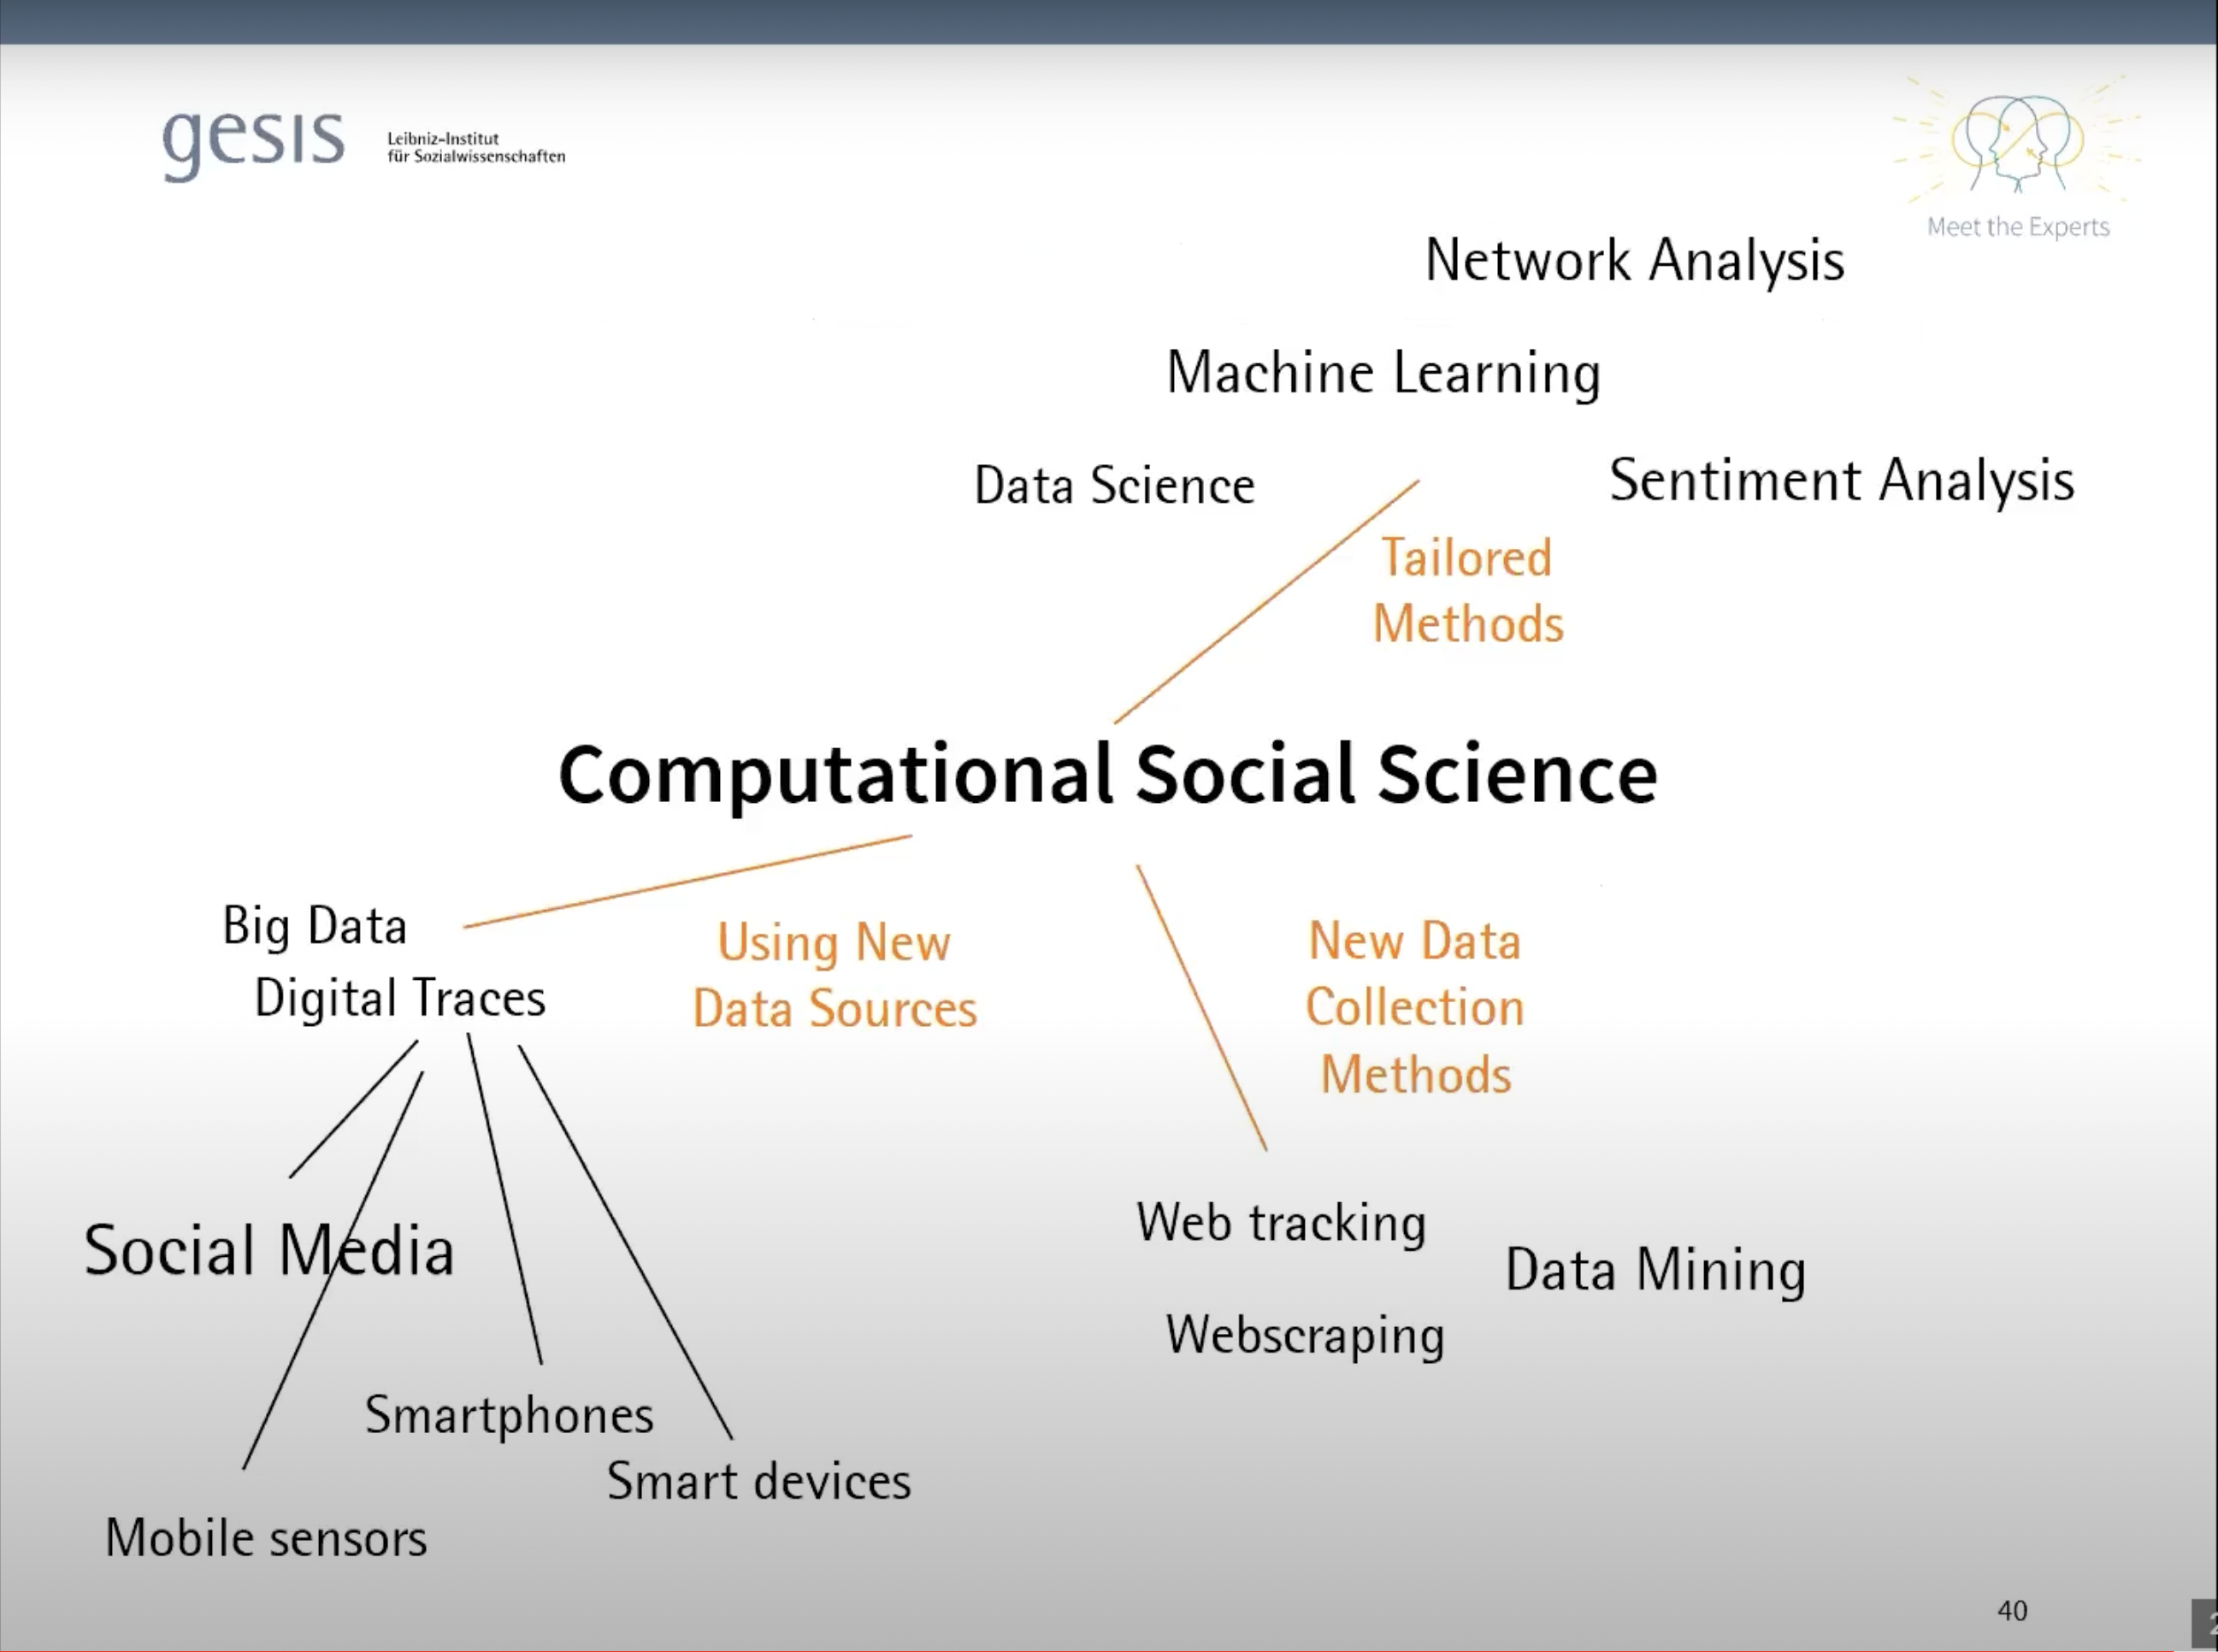 gesis
Leibniz-Institut
für Sozialwissenschaften
Meet the Experts
Network Analysis
Machine Learning
Data Science
Sentiment Analysis
Tailored
Methods
Computational Social Science
Big Data
Digital Traces
Using New
Data Sources
New Data
Collection
Methods
Social Media
Smartphones
Smart devices
Mobile sensors
Web tracking
Data Mining
Webscraping
40